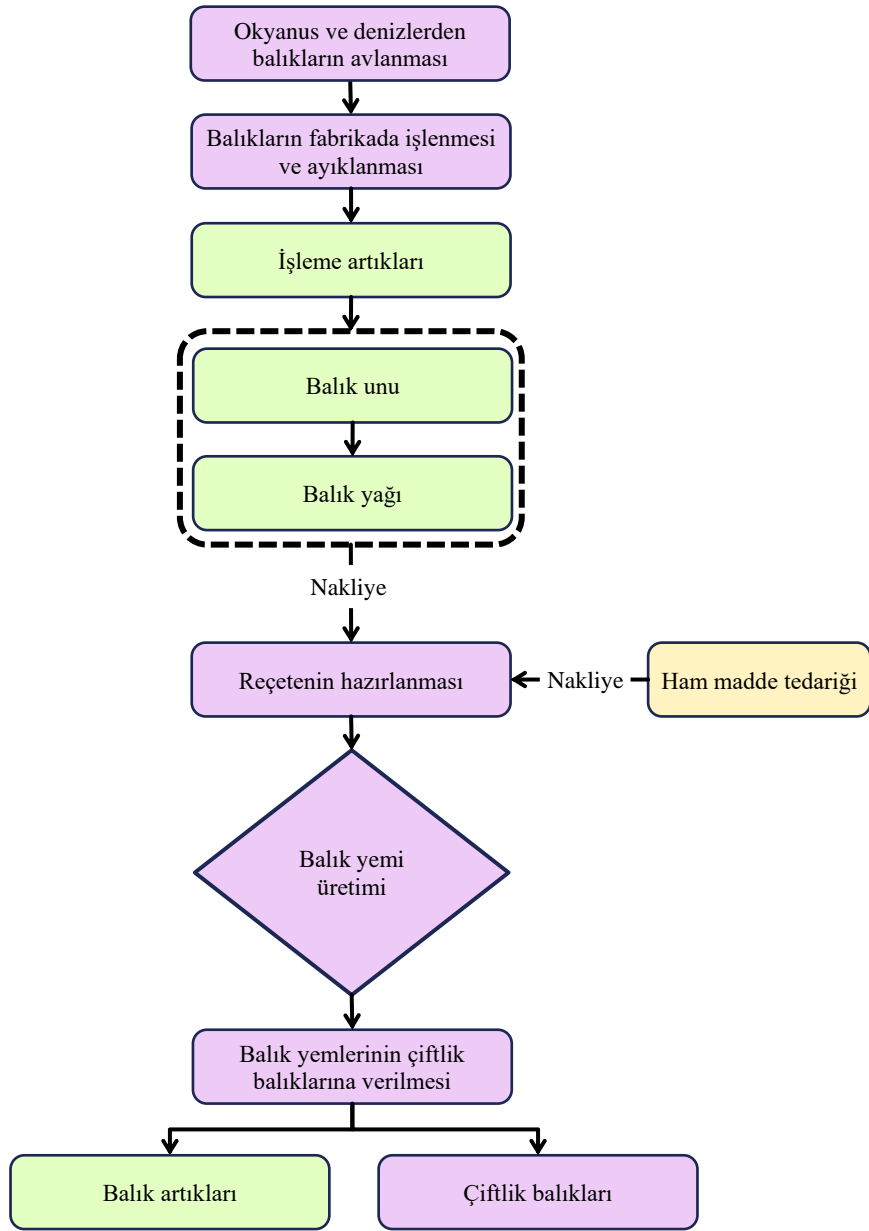 Okyanus ve denizlerden
balıkların avlanması
Balıkların fabrikada işlenmesi
ve ayıklanması
İşleme artıkları
Balık unu
Balık yağı
Nakliye
Reçetenin hazırlanması
Nakliye
Ham madde tedariği
Balık yemi
üretimi
Balık yemlerinin çiftlik
balıklarına verilmesi
Balık artıkları
Çiftlik balıkları